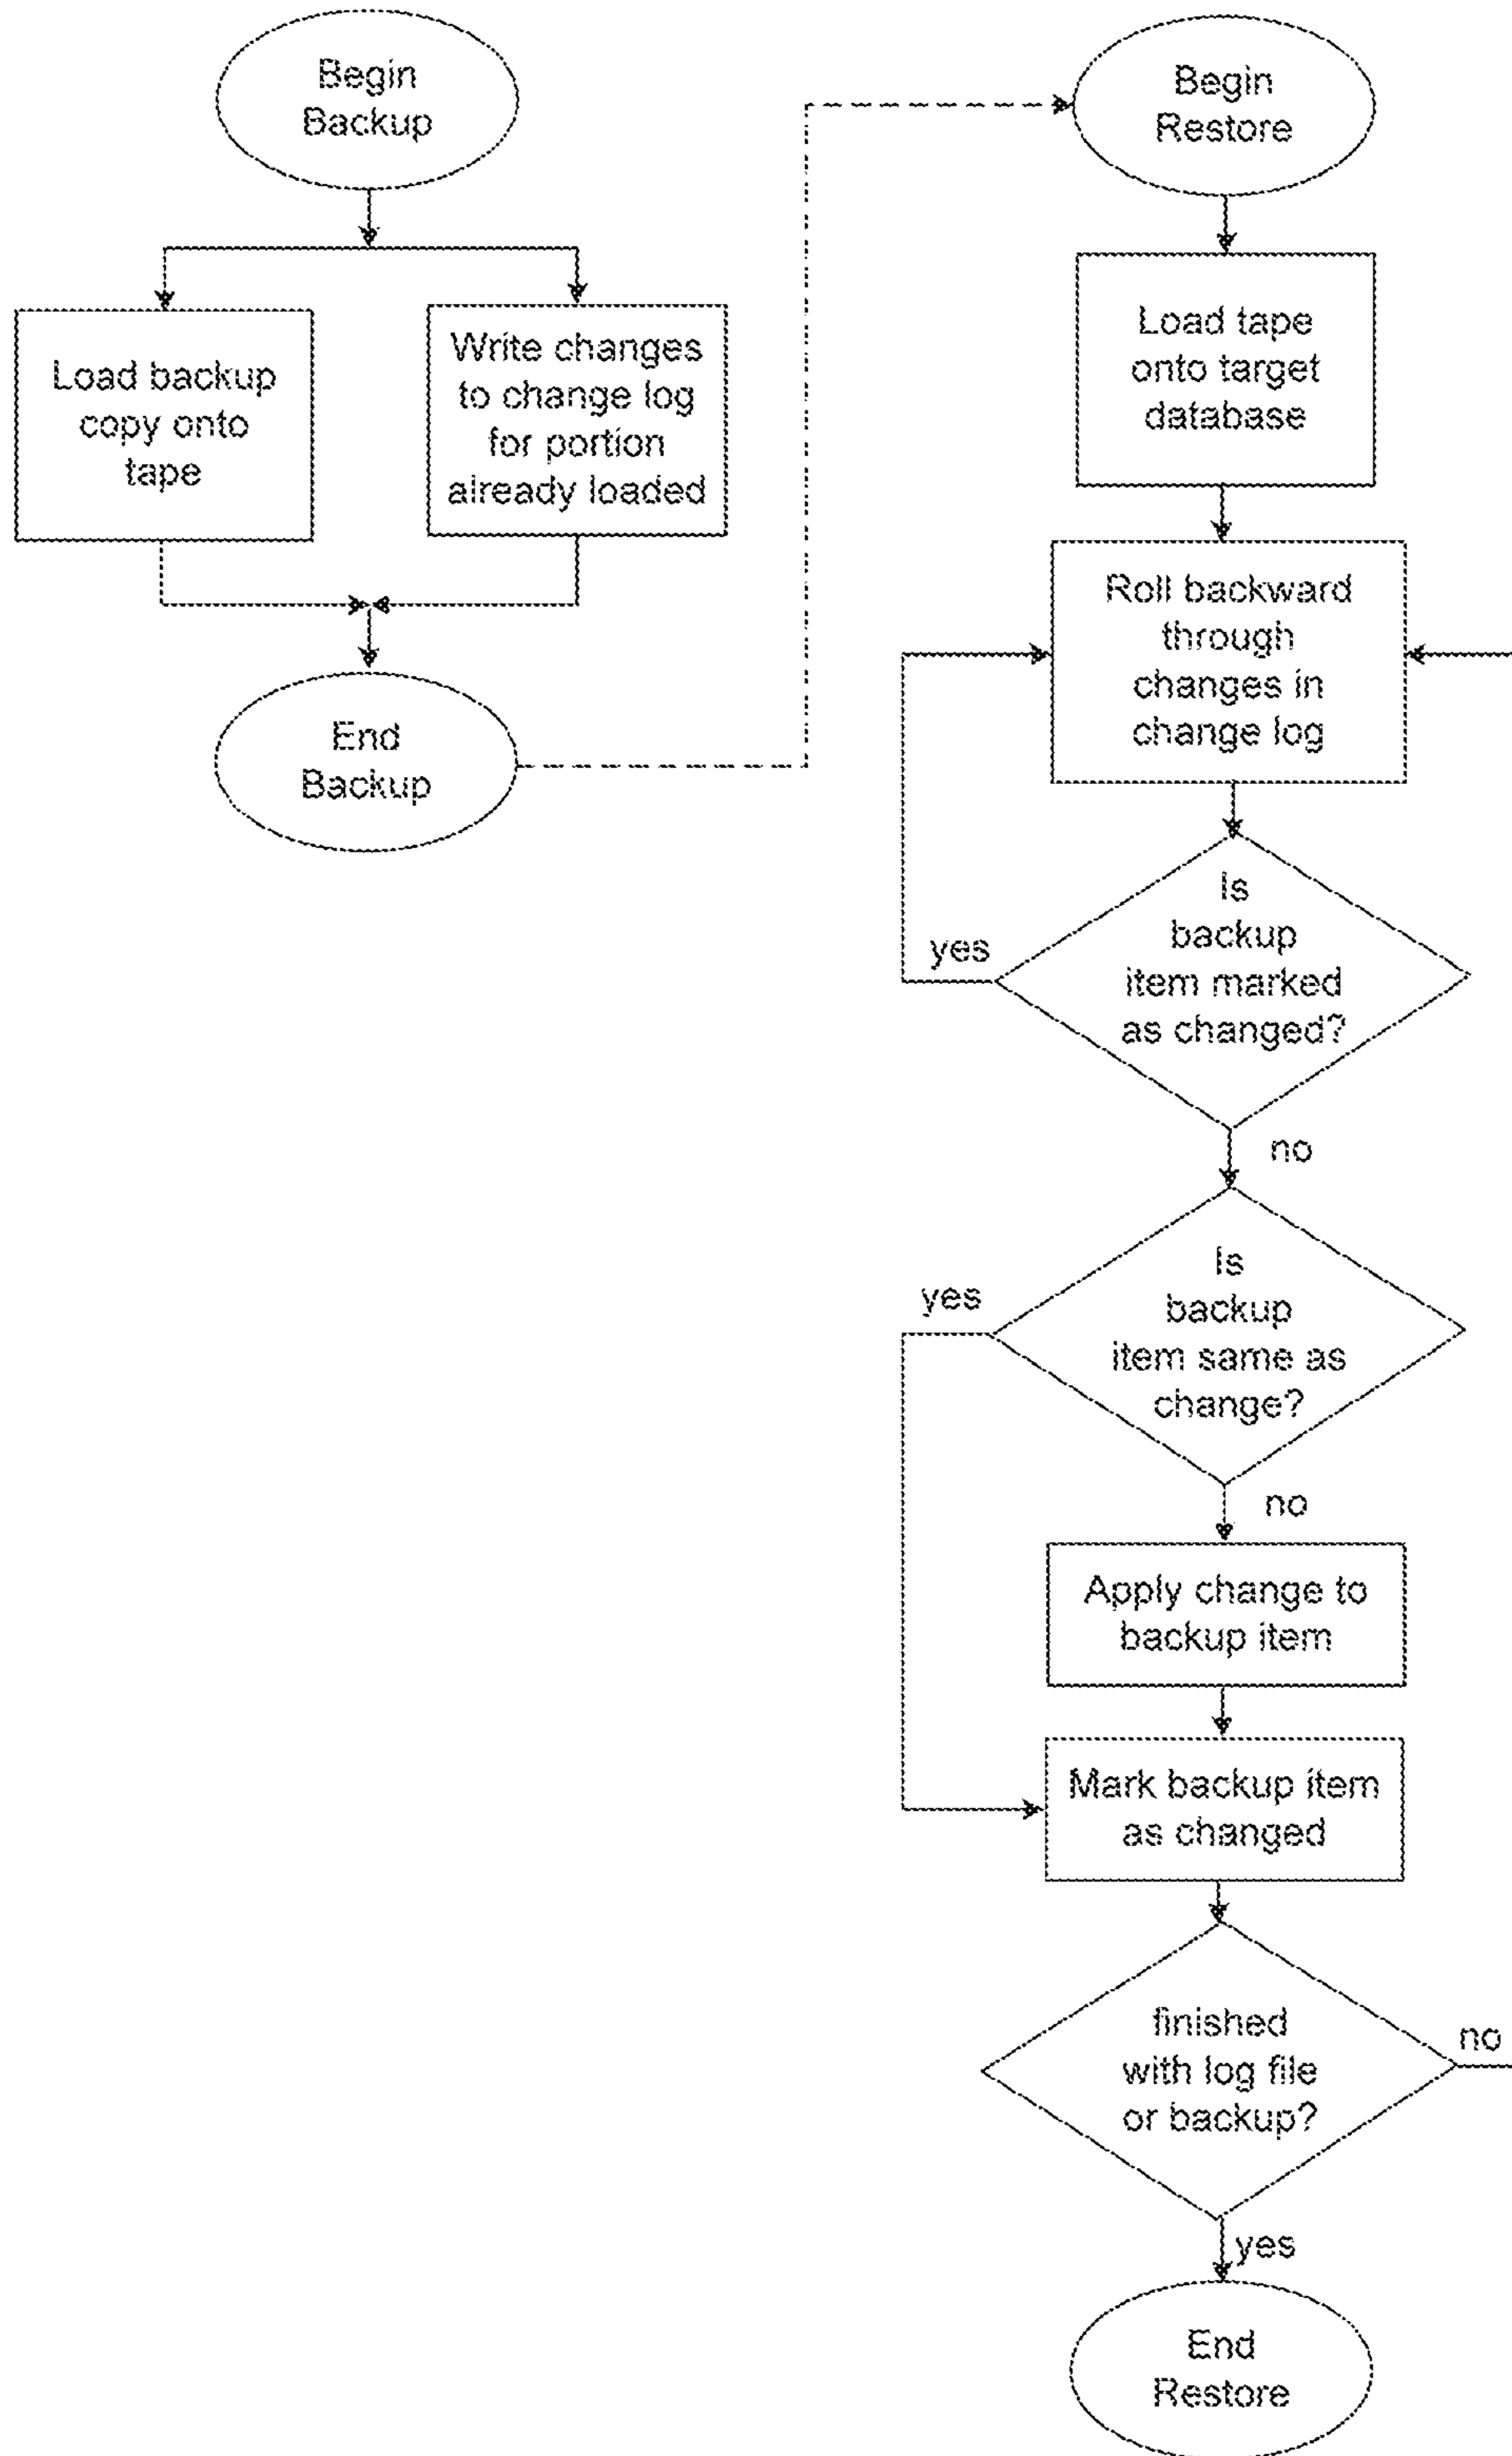 Begin
Backup
Load backup
copy onto
tape
Write changes
to change log
for portion
already loaded
End
Backup
Begin
Restore
Load tape
onto target
database
Roll backward
through
changes in
change log
Is
backup
item marked
as changed?
yes
no
Is
backup
item same as
change?
yes
no
Apply change to
backup item
Mark backup item
as changed
finished
with log file
or backup?
no
yes
End
Restore